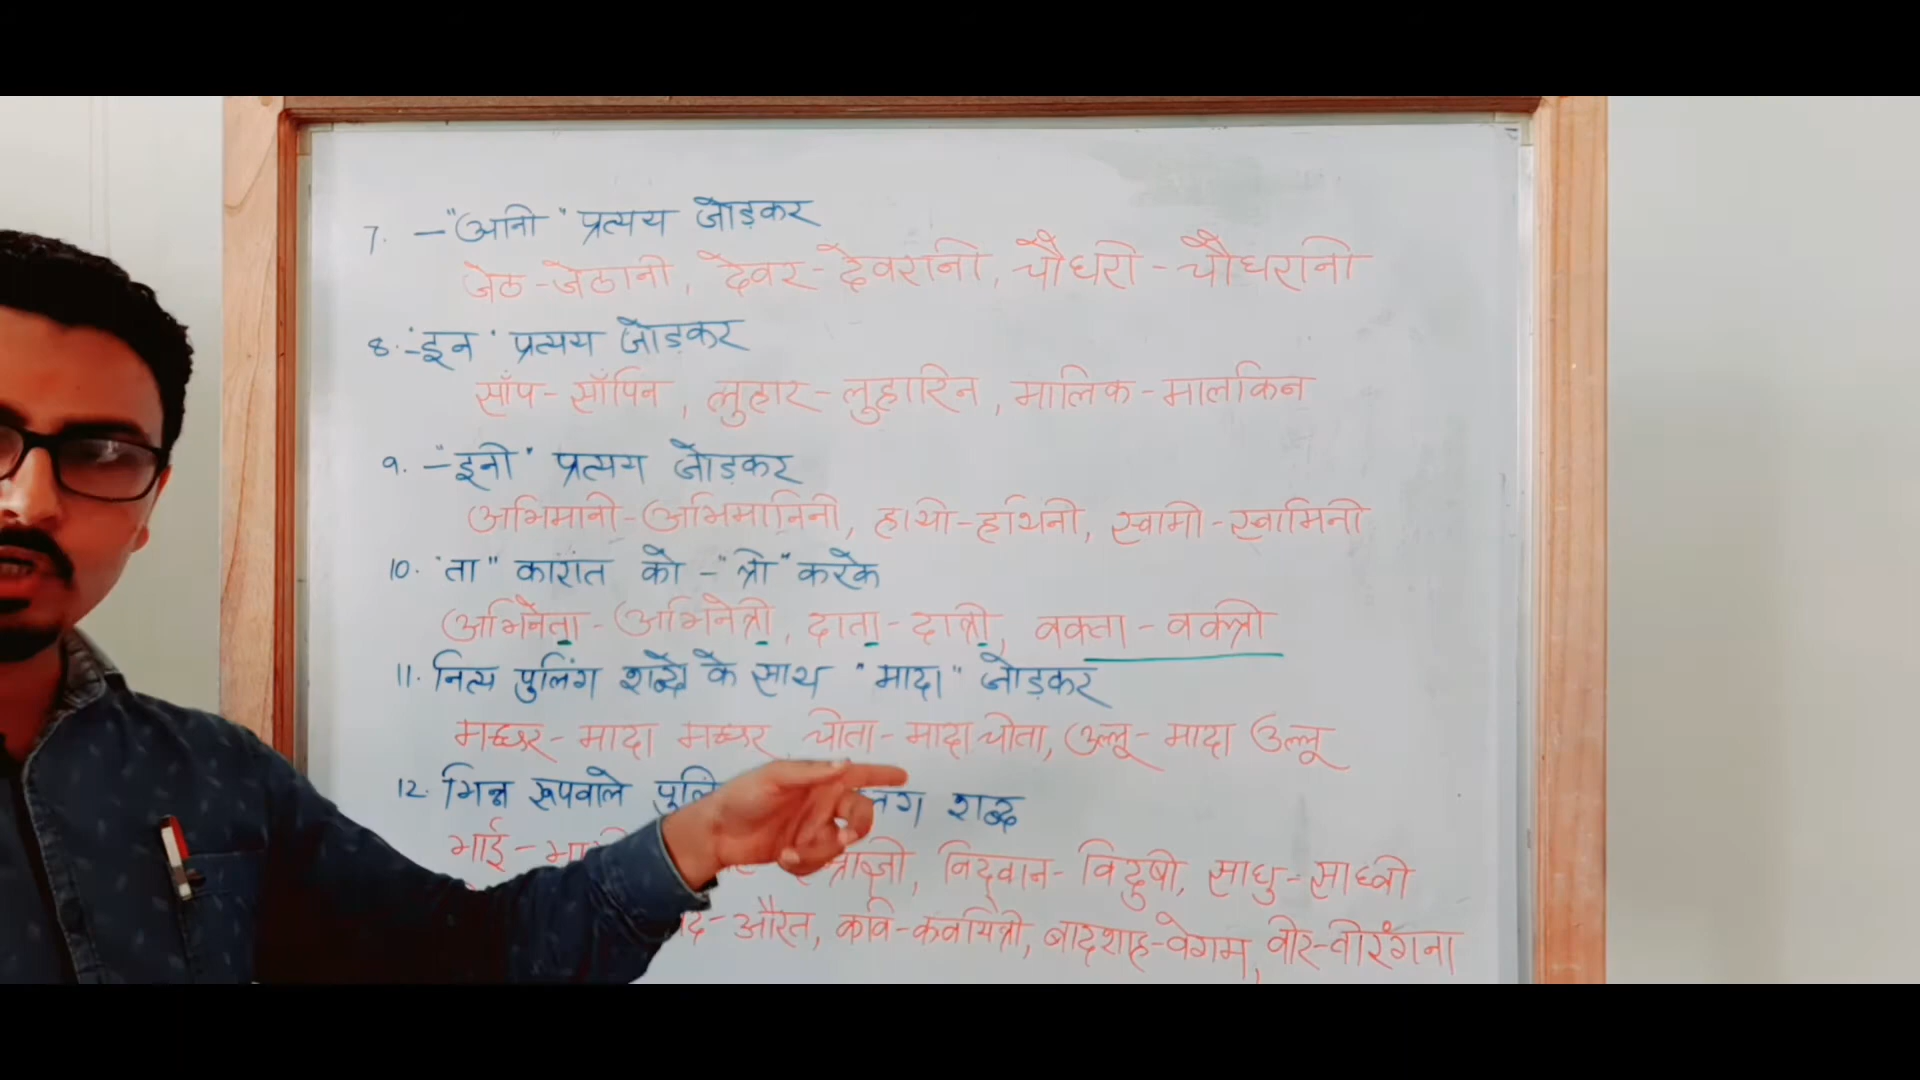 7. – "आनी" प्रत्यय जोड़कर
जेठ-जेठानी, देवर-देवरानी, चौधरी-चौधरानी
8. -"इन" प्रत्यय जोड़कर
साँप-साँपिन, लुहार-लुहारिन, मालिक-मालकिन
9. -"इनी" प्रत्यय जोड़कर
अभिमानी-अभिमानिनी, हाथी-हथिनी, स्वामी-स्वामिनी
10. "ता" कारांत को -"त्री" करके
अभिनेता-अभिनेत्री, दाता-दात्री, वक्ता-वक्त्री
11. नित्य पुलिंग शब्दों के साथ "मादा" जोड़कर
मच्छर-मादा मच्छर चीता-मादा चीता, उल्लू-मादा उल्लू
12. भिन्न रूपवाले शब्द
भाई- विद्वान-विदुषी, साधु-साध्वी
औरत, कवि-कवयित्री, बादशाह-बेगम, वीर-वीरांगना